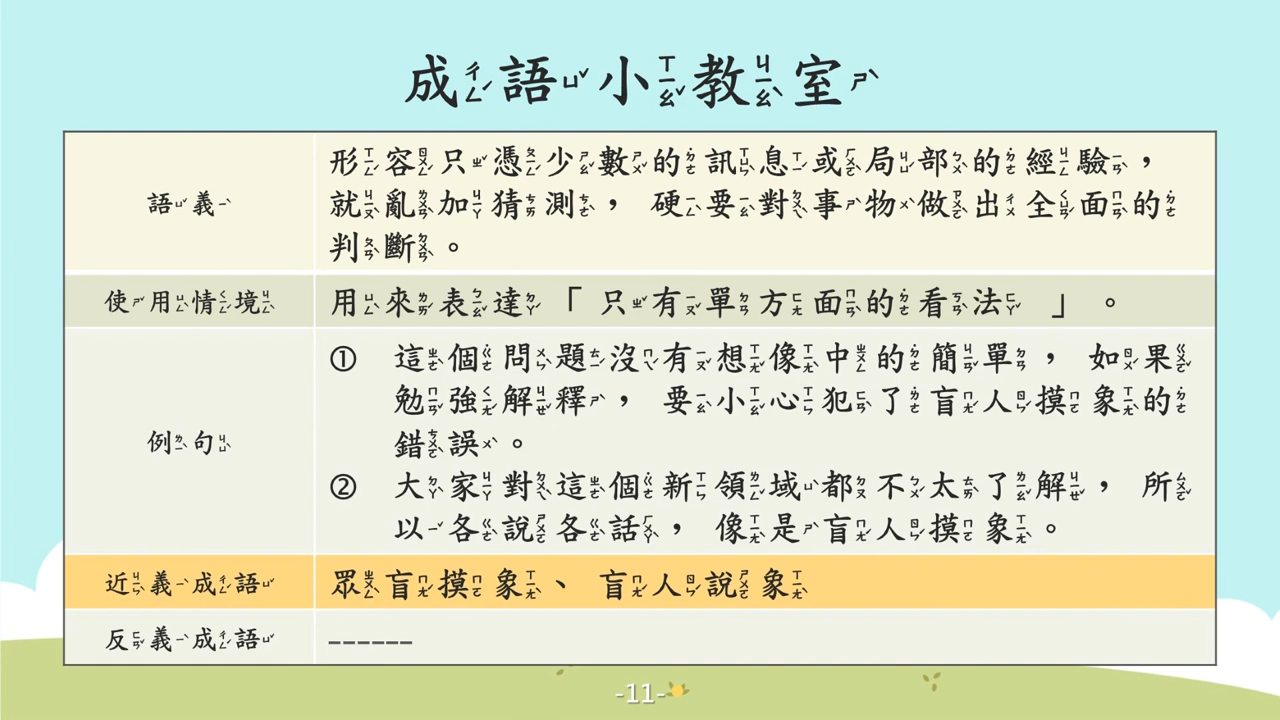 成語小教室
語義
形容只憑少數的訊息或局部的經驗，
就亂加猜測，硬要對事物做出全面的
判斷。
使用情境
用來表達「只有單方面的看法」。
例句
① 這個問題沒有想像中的簡單，如果
勉強解釋，要小心犯了盲人摸象的
錯誤。
② 大家對這個新領域都不太了解，所
以各說各話，像是盲人摸象。
近義成語
眾盲摸象、盲人說象
反義成語
------
-11-